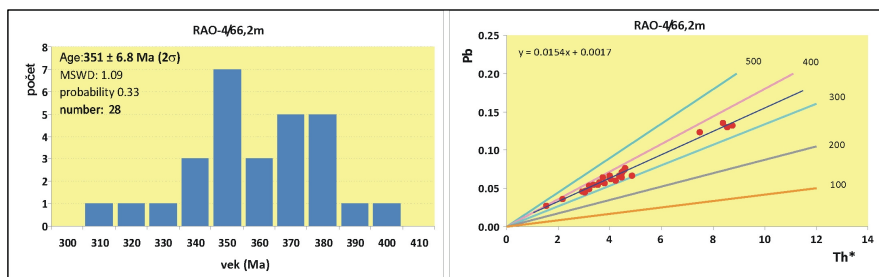 RAO-4/66,2m
počet
8
7
6
5
4
3
2
1
0
Age:351 ± 6.8 Ma (2σ)
MSWD: 1.09
probability 0.33
number: 28
300 310 320 330 340 350 360 370 380 390 400 410
vek (Ma)
RAO-4/66,2m
Pb
0.25
0.20
0.15
0.10
0.05
0.00
y = 0.0154x + 0.0017
500
400
300
200
100
0 2 4 6 8 10 12 14
Th*